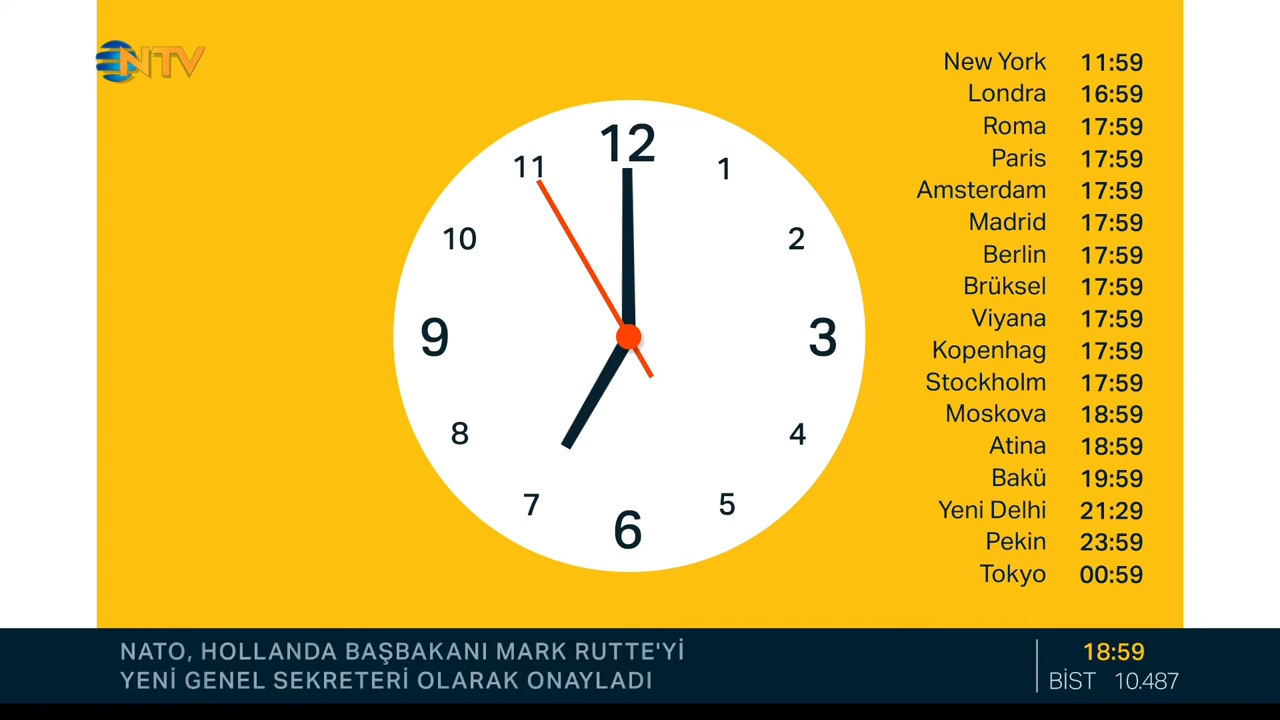 NTV
12
11
1
10
2
9
3
8
4
7
5
6
New York 11:59
Londra 16:59
Roma 17:59
Paris 17:59
Amsterdam 17:59
Madrid 17:59
Berlin 17:59
Brüksel 17:59
Viyana 17:59
Kopenhag 17:59
Stockholm 17:59
Moskova 18:59
Atina 18:59
Bakü 19:59
Yeni Delhi 21:29
Pekin 23:59
Tokyo 00:59
NATO, HOLLANDA BAŞBAKANI MARK RUTTE'Yİ
YENİ GENEL SEKRETERİ OLARAK ONAYLADI
18:59
BİST 10.487